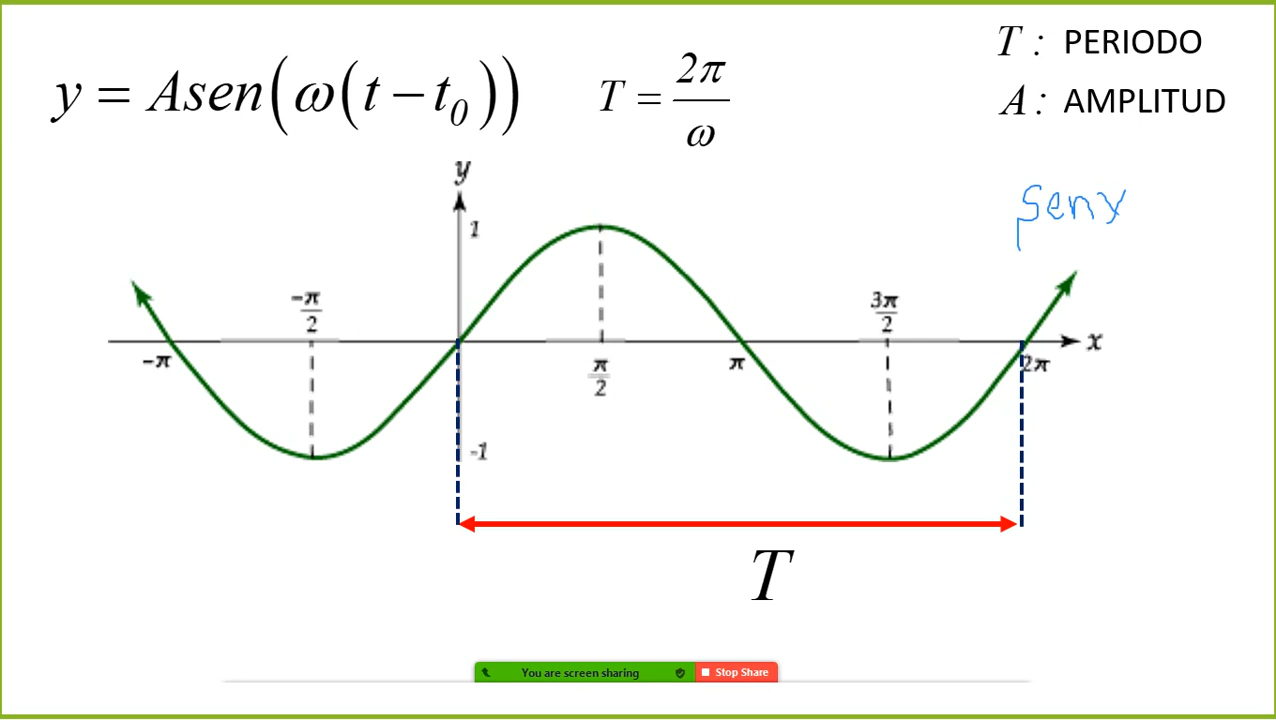 y = Asen(ω(t − t₀))
T = 2π/ω
T : PERIODO
A : AMPLITUD
y
senx
1
−π/2
3π/2
x
−π
π/2
π
2π
-1
T
You are screen sharing
Stop Share